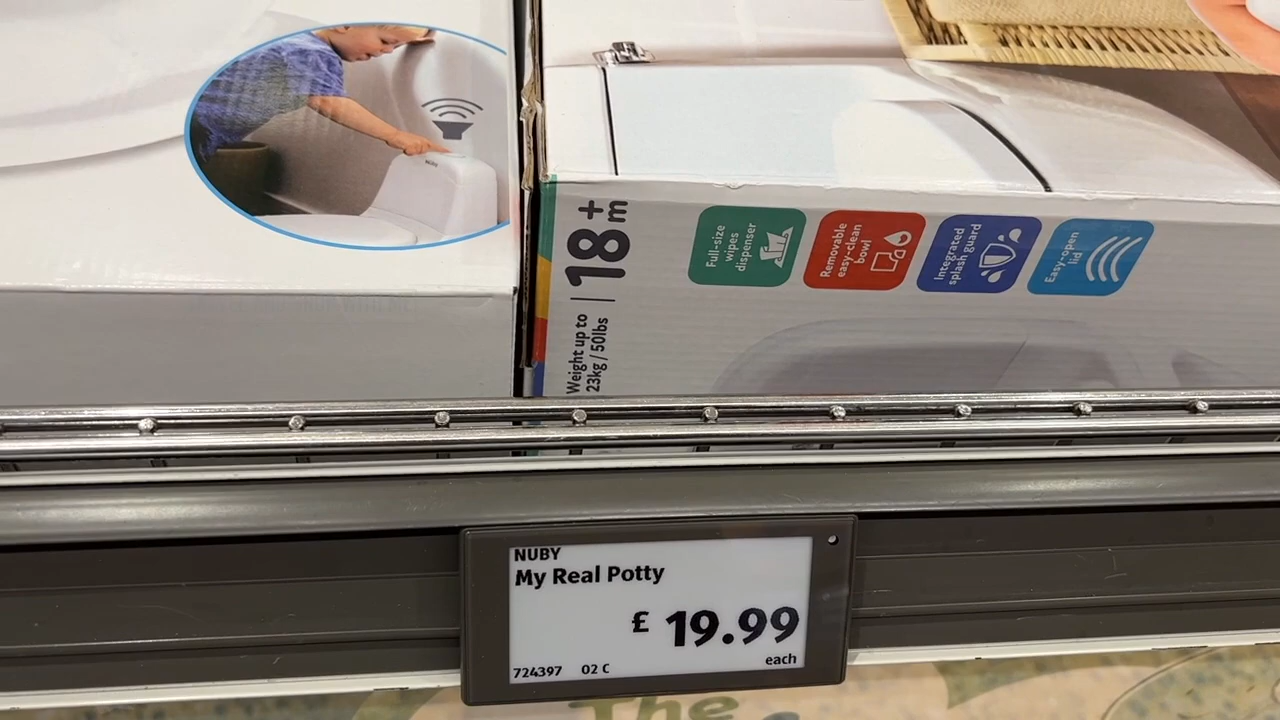 18+
m
Weight up to
23kg / 50lbs
Full-size
wipes
dispenser
Removable
easy-clean
bowl
Integrated
splash guard
Easy-open
lid
NUBY
My Real Potty
£ 19.99
each
724397 02 C
The